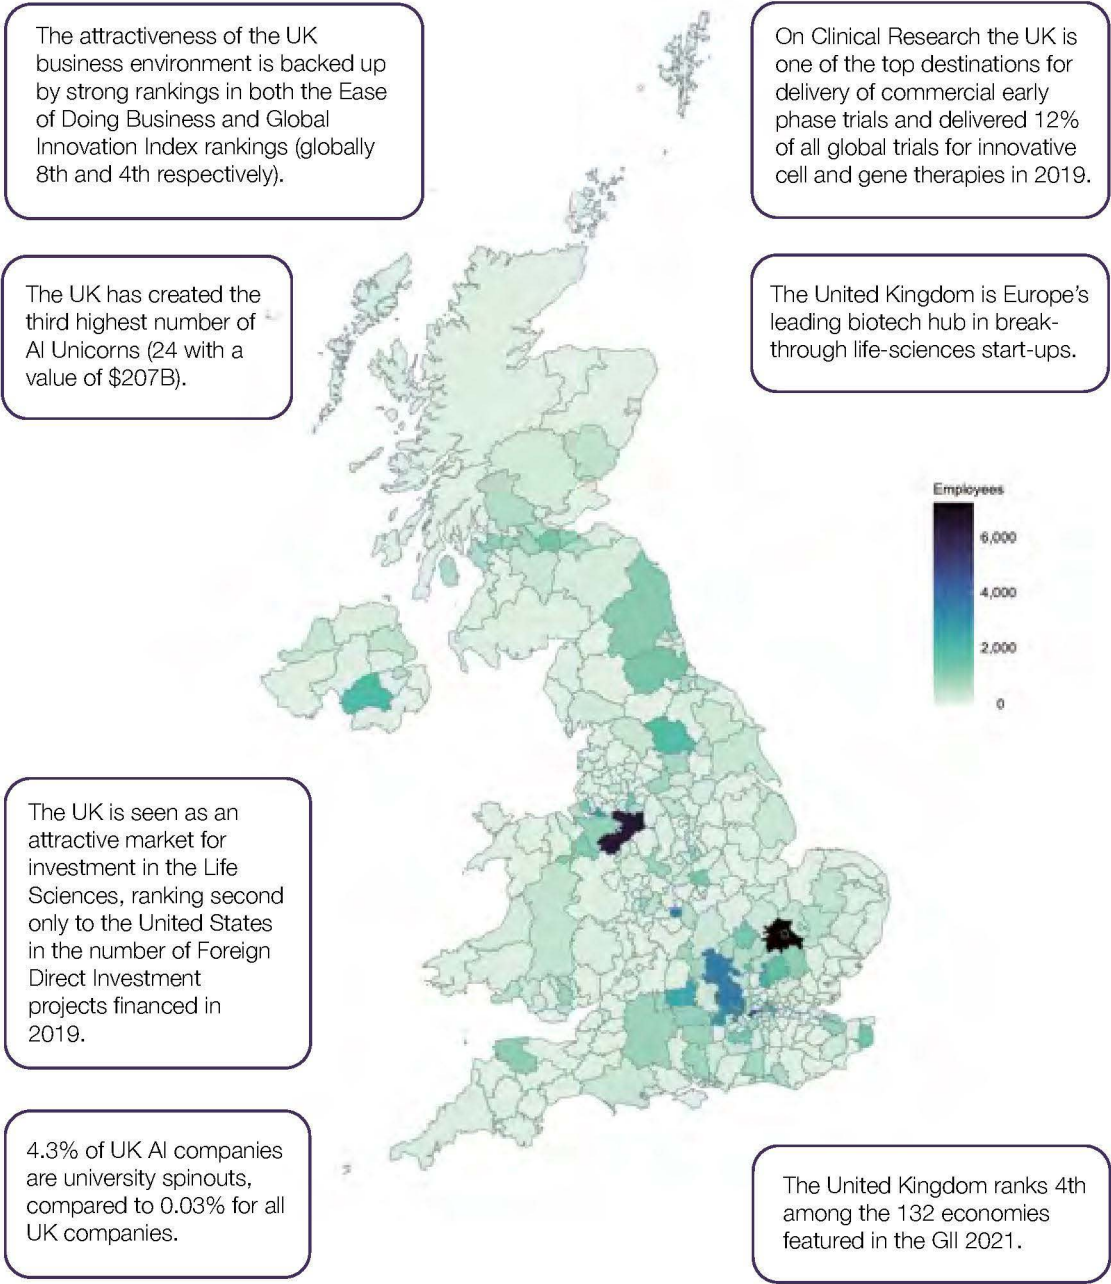 The attractiveness of the UK
business environment is backed up
by strong rankings in both the Ease
of Doing Business and Global
Innovation Index rankings (globally
8th and 4th respectively).
On Clinical Research the UK is
one of the top destinations for
delivery of commercial early
phase trials and delivered 12%
of all global trials for innovative
cell and gene therapies in 2019.
The UK has created the
third highest number of
AI Unicorns (24 with a
value of $207B).
The United Kingdom is Europe’s
leading biotech hub in break-
through life-sciences start-ups.
Employees
6,000
4,000
2,000
0
The UK is seen as an
attractive market for
investment in the Life
Sciences, ranking second
only to the United States
in the number of Foreign
Direct Investment
projects financed in
2019.
4.3% of UK AI companies
are university spinouts,
compared to 0.03% for all
UK companies.
The United Kingdom ranks 4th
among the 132 economies
featured in the GII 2021.